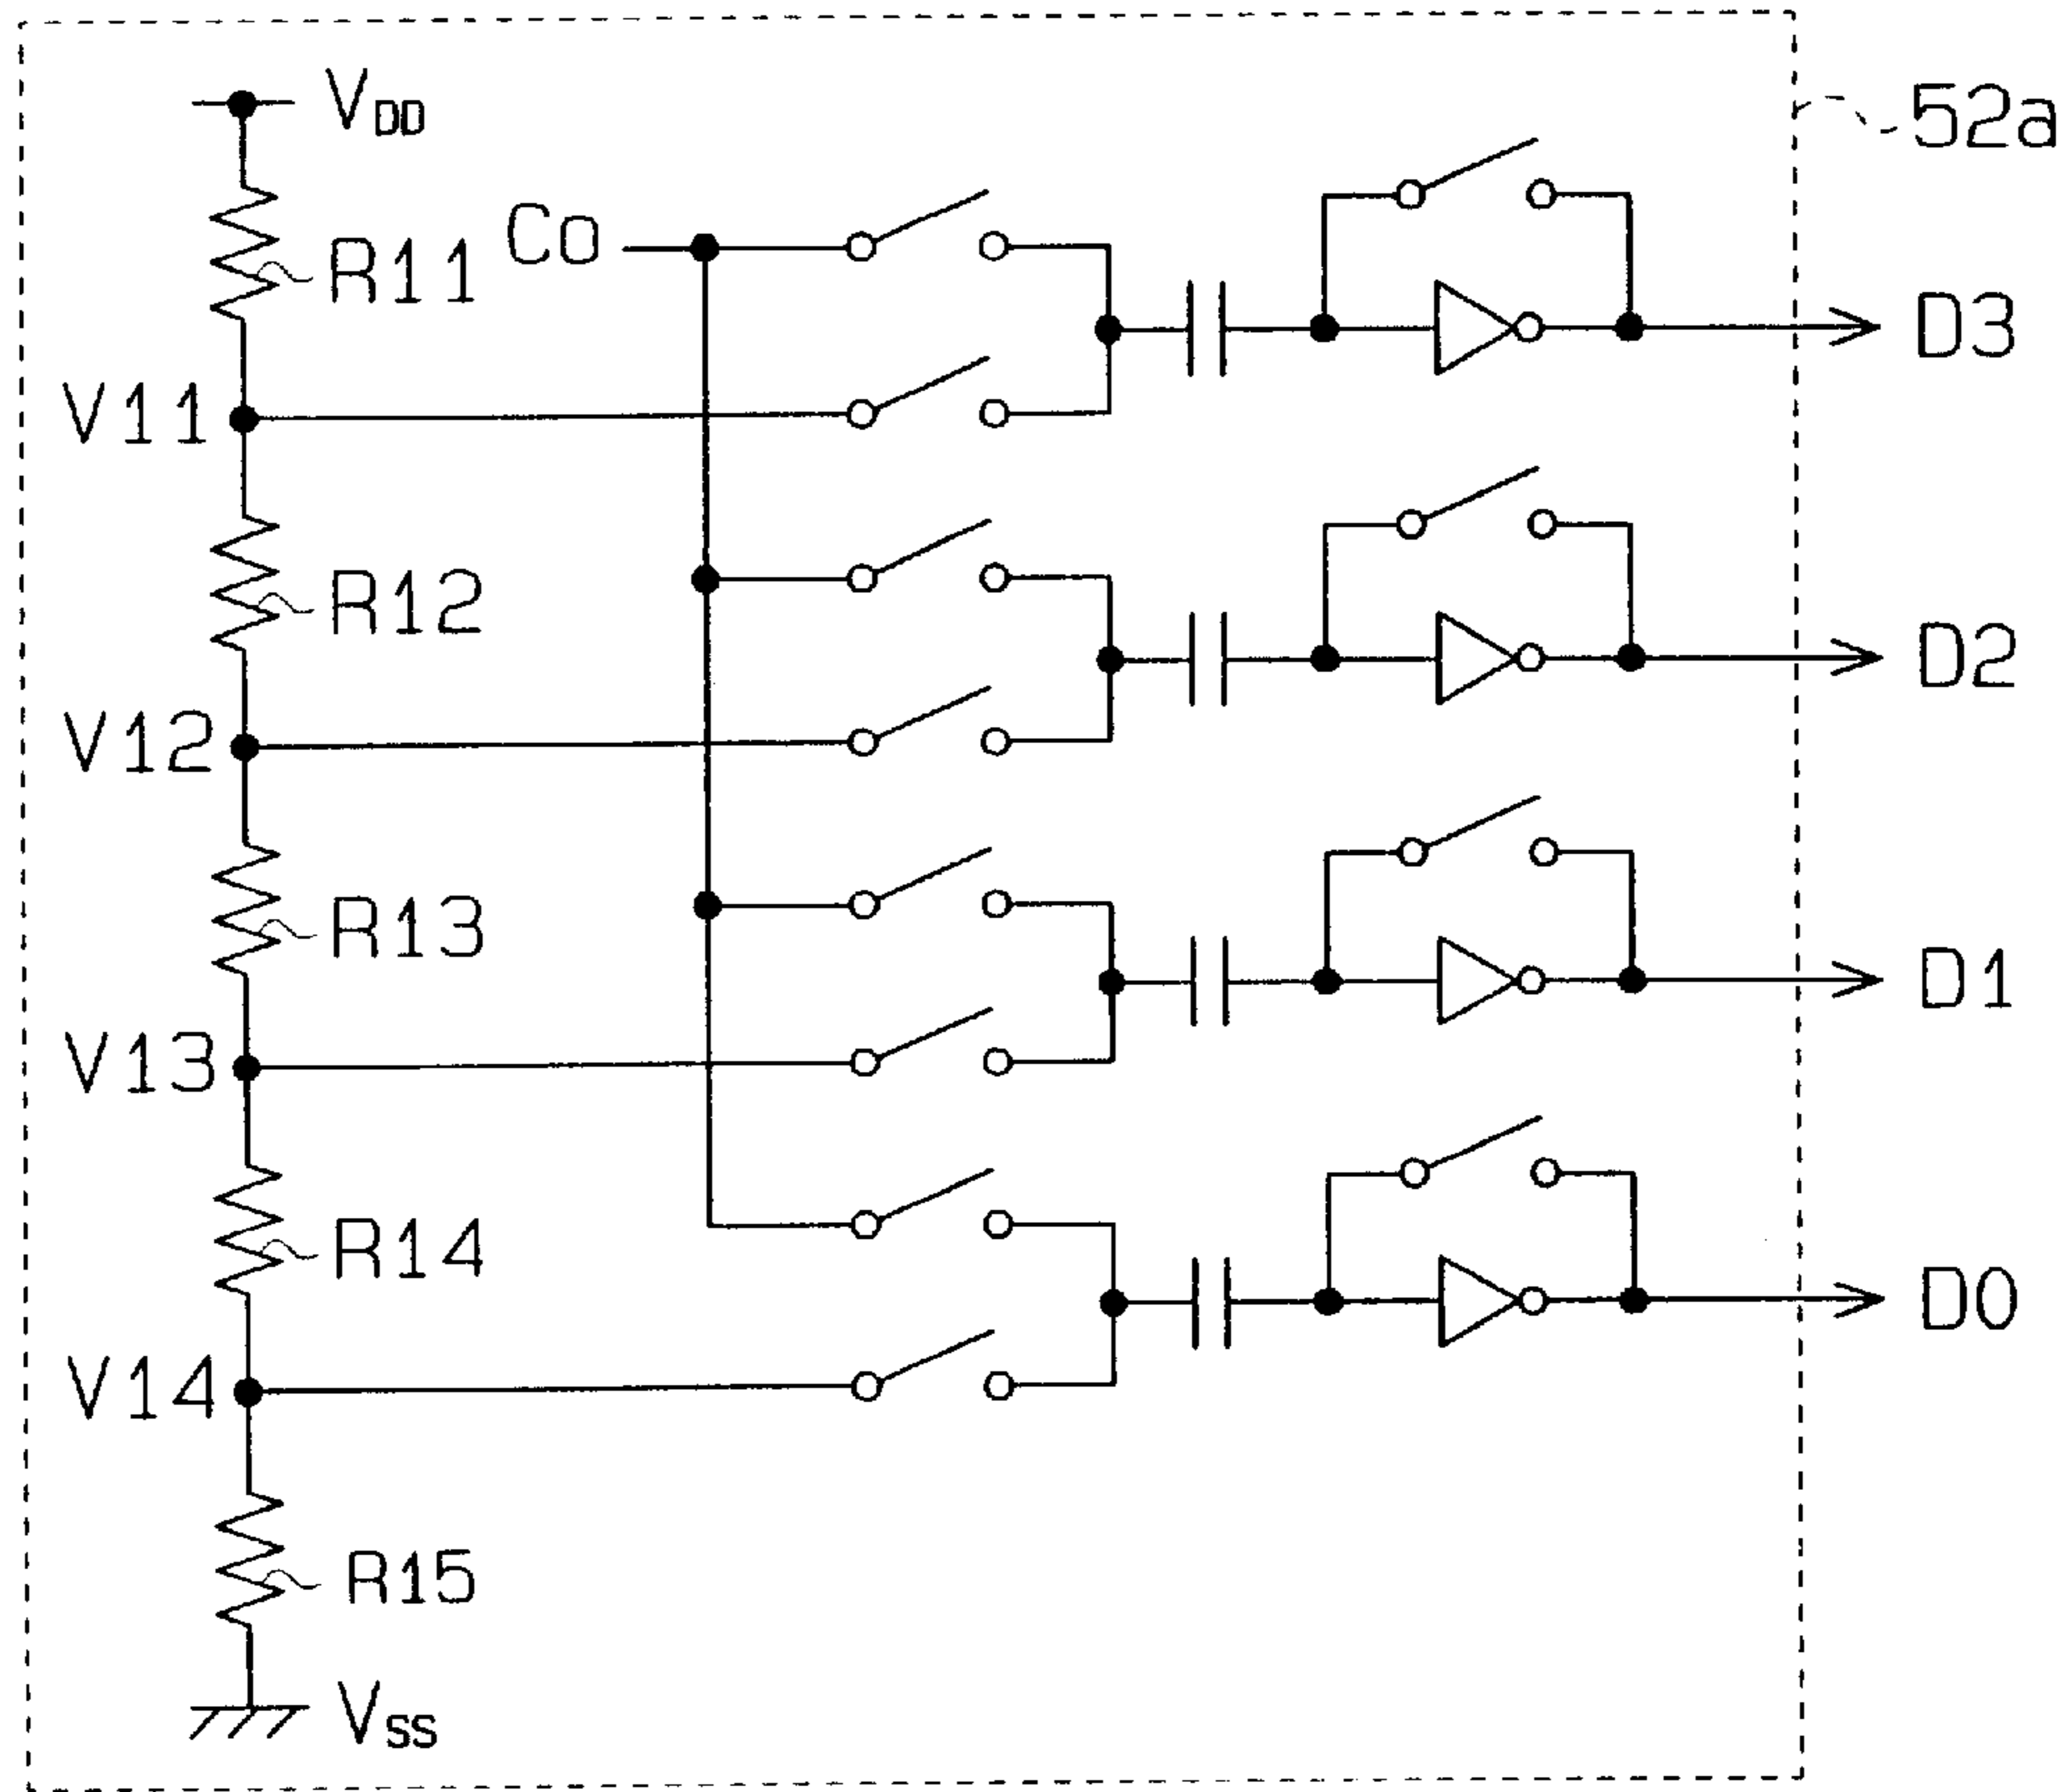 VDD
52a
Co
R11
D3
V11
R12
D2
V12
R13
D1
V13
R14
D0
V14
R15
VSS